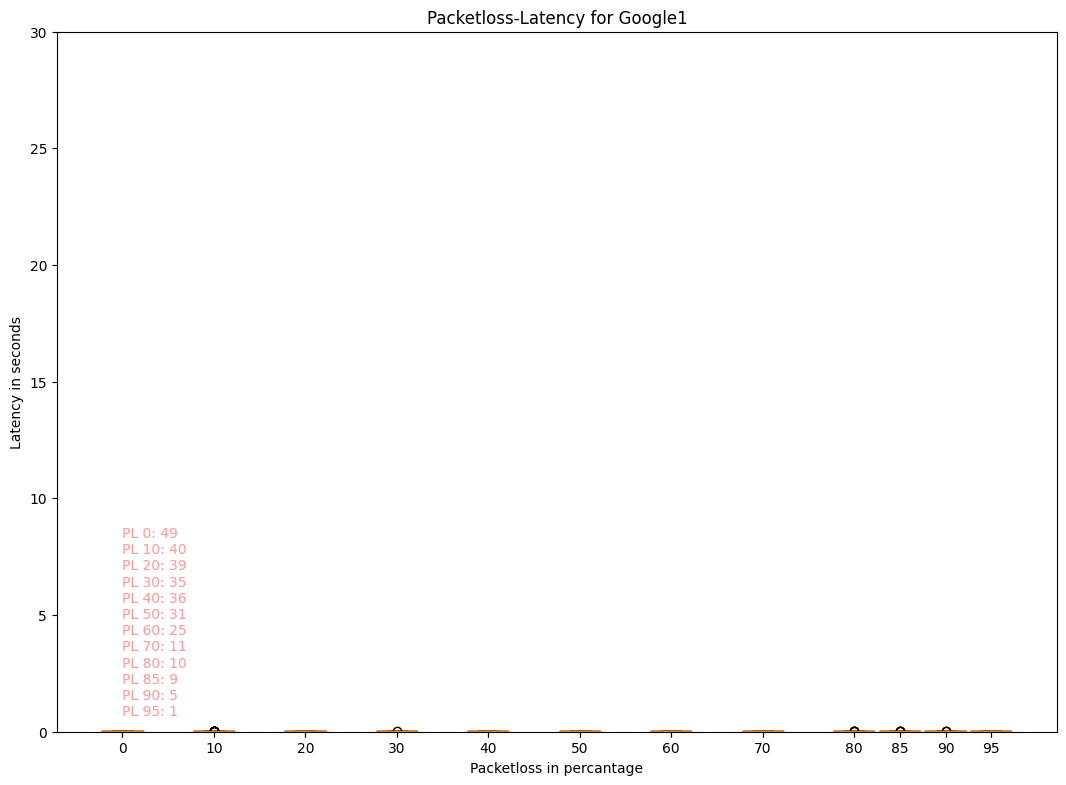 Packetloss-Latency for Google1
30
25
20
15
10
5
0
Latency in seconds
PL 0: 49
PL 10: 40
PL 20: 39
PL 30: 35
PL 40: 36
PL 50: 31
PL 60: 25
PL 70: 11
PL 80: 10
PL 85: 9
PL 90: 5
PL 95: 1
0 10 20 30 40 50 60 70 80 85 90 95
Packetloss in percantage